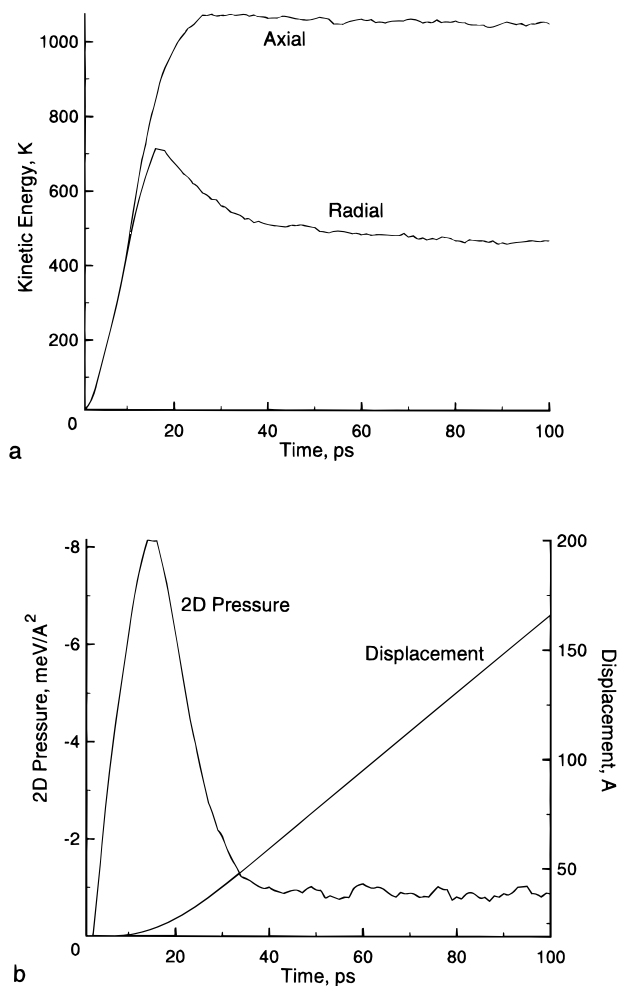 1000
Axial
800
Kinetic Energy, K
600
Radial
400
200
0
20
40
60
80
100
a
Time, ps
-8
200
2D Pressure
-6
Displacement
150
2D Pressure, meV/A²
Displacement, A
-4
100
-2
50
0
20
40
60
80
100
b
Time, ps